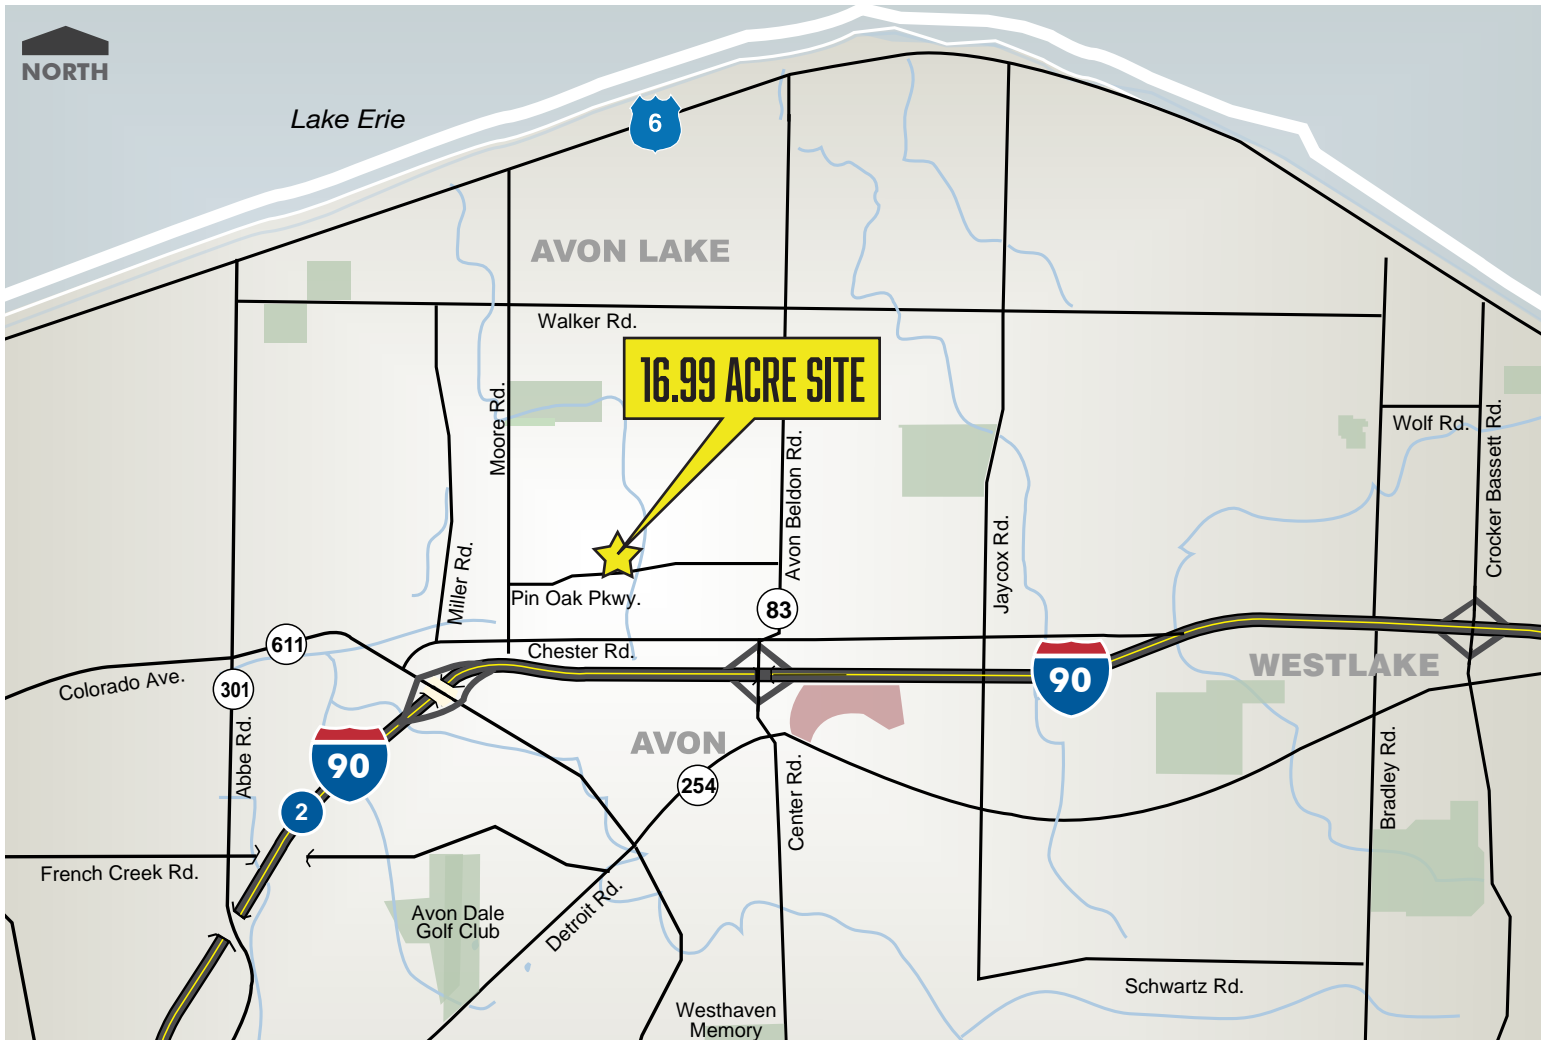 NORTH
Lake Erie
6
AVON LAKE
Walker Rd.
16.99 ACRE SITE
Moore Rd.
Wolf Rd.
Avon Beldon Rd.
Crocker Bassett Rd.
Jaycox Rd.
Miller Rd.
Pin Oak Pkwy.
83
611
Chester Rd.
Colorado Ave.
301
90
WESTLAKE
Abbe Rd.
90
AVON
254
Center Rd.
Bradley Rd.
2
French Creek Rd.
Avon Dale
Golf Club
Detroit Rd.
Schwartz Rd.
Westhaven
Memory